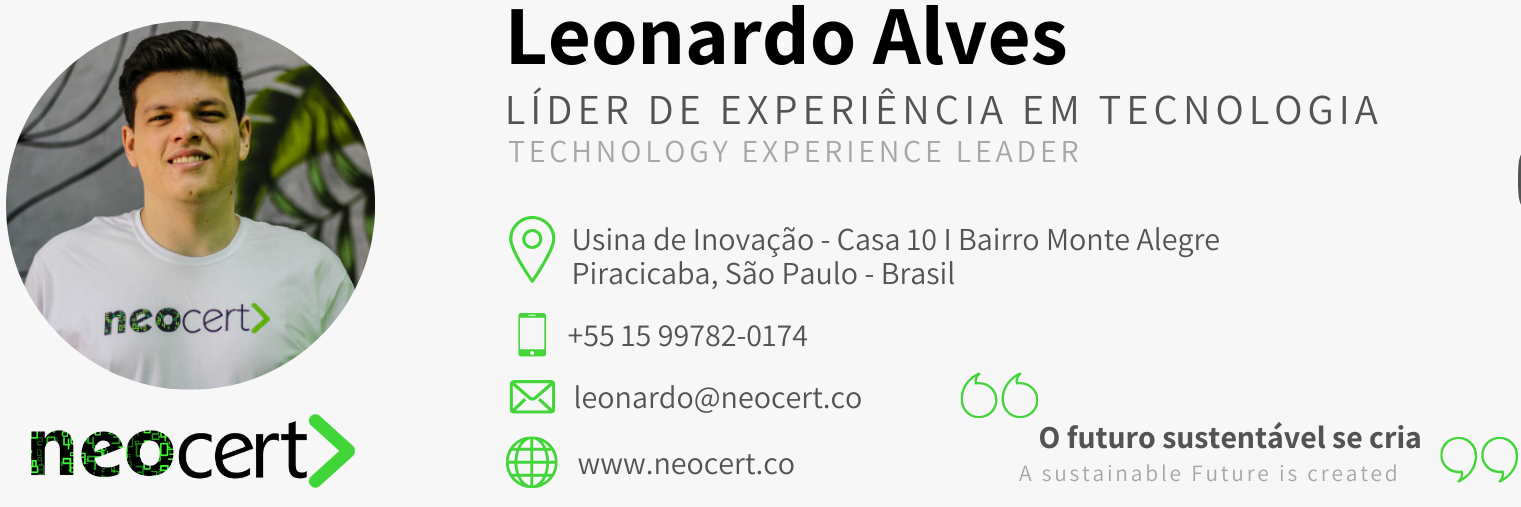 Leonardo Alves
LÍDER DE EXPERIÊNCIA EM TECNOLOGIA
TECHNOLOGY EXPERIENCE LEADER
Usina de Inovação - Casa 10 I Bairro Monte Alegre
Piracicaba, São Paulo - Brasil
+55 15 99782-0174
leonardo@neocert.co
www.neocert.co
O futuro sustentável se cria
A sustainable Future is created
neocert
neocert